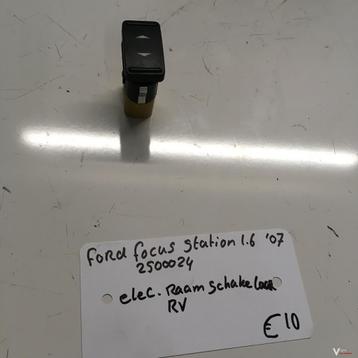 Ford focus station 1.6 '07
2500024
elec. Raam schakelaar
RV
€10